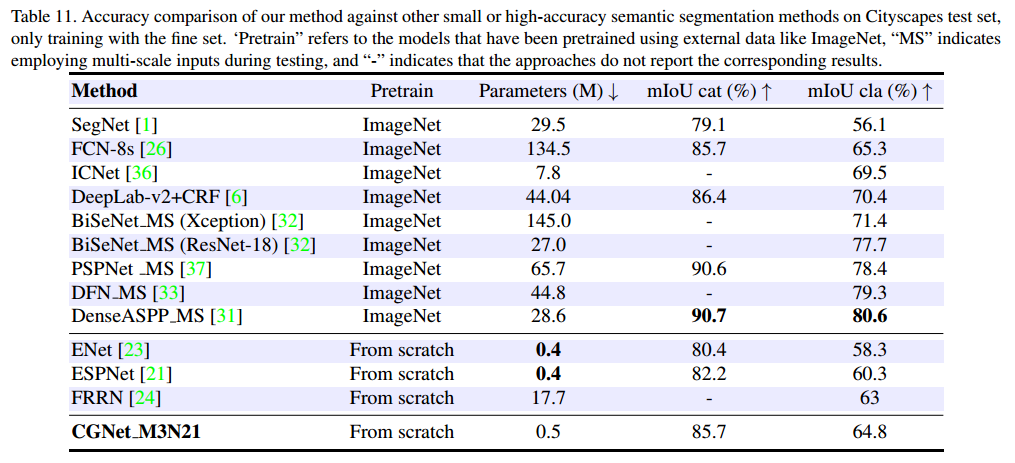 Table 11. Accuracy comparison of our method against other small or high-accuracy semantic segmentation methods on Cityscapes test set,
only training with the fine set. ‘Pretrain” refers to the models that have been pretrained using external data like ImageNet, “MS” indicates
employing multi-scale inputs during testing, and “-” indicates that the approaches do not report the corresponding results.
Method Pretrain Parameters (M) ↓ mIoU cat (%) ↑ mIoU cla (%) ↑
SegNet [1] ImageNet 29.5 79.1 56.1
FCN-8s [26] ImageNet 134.5 85.7 65.3
ICNet [36] ImageNet 7.8 - 69.5
DeepLab-v2+CRF [6] ImageNet 44.04 86.4 70.4
BiSeNet_MS (Xception) [32] ImageNet 145.0 - 71.4
BiSeNet_MS (ResNet-18) [32] ImageNet 27.0 - 77.7
PSPNet _MS [37] ImageNet 65.7 90.6 78.4
DFN_MS [33] ImageNet 44.8 - 79.3
DenseASPP_MS [31] ImageNet 28.6 90.7 80.6
ENet [23] From scratch 0.4 80.4 58.3
ESPNet [21] From scratch 0.4 82.2 60.3
FRRN [24] From scratch 17.7 - 63
CGNet_M3N21 From scratch 0.5 85.7 64.8